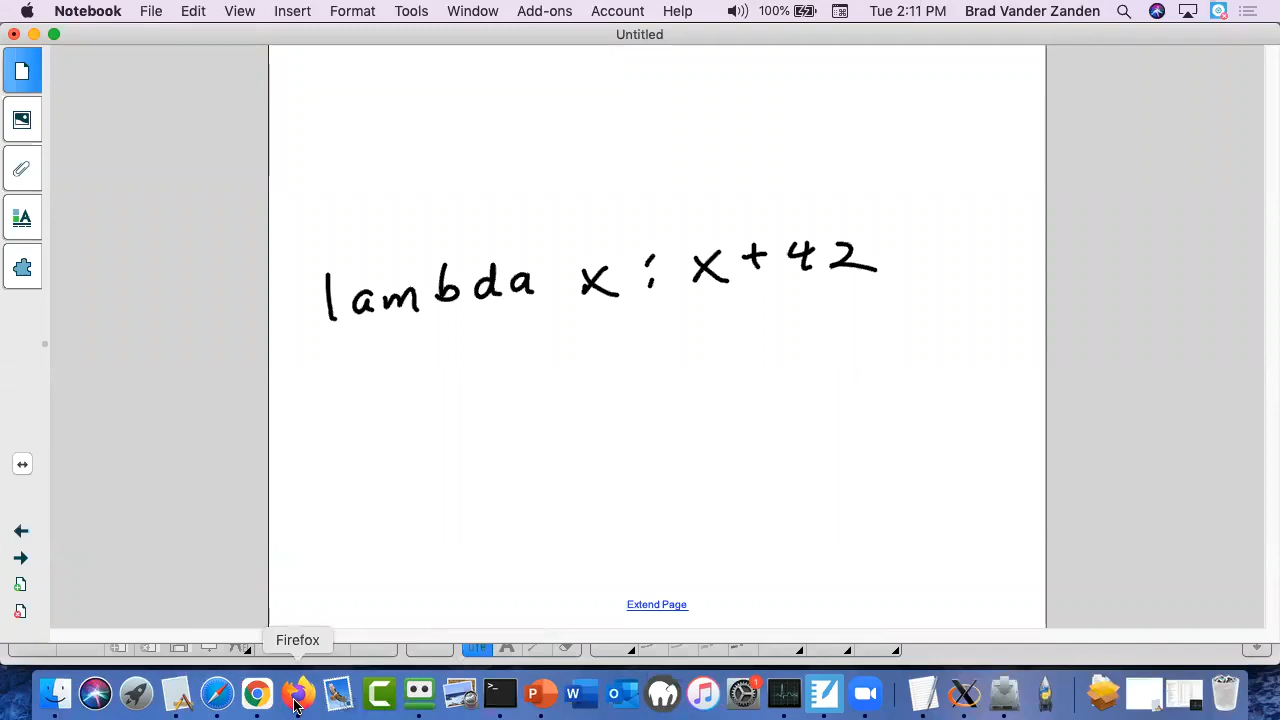 Notebook File Edit View Insert Format Tools Window Add-ons Account Help 100% Tue 2:11 PM Brad Vander Zanden
Untitled
lambda x : x + 42
Extend Page
Firefox